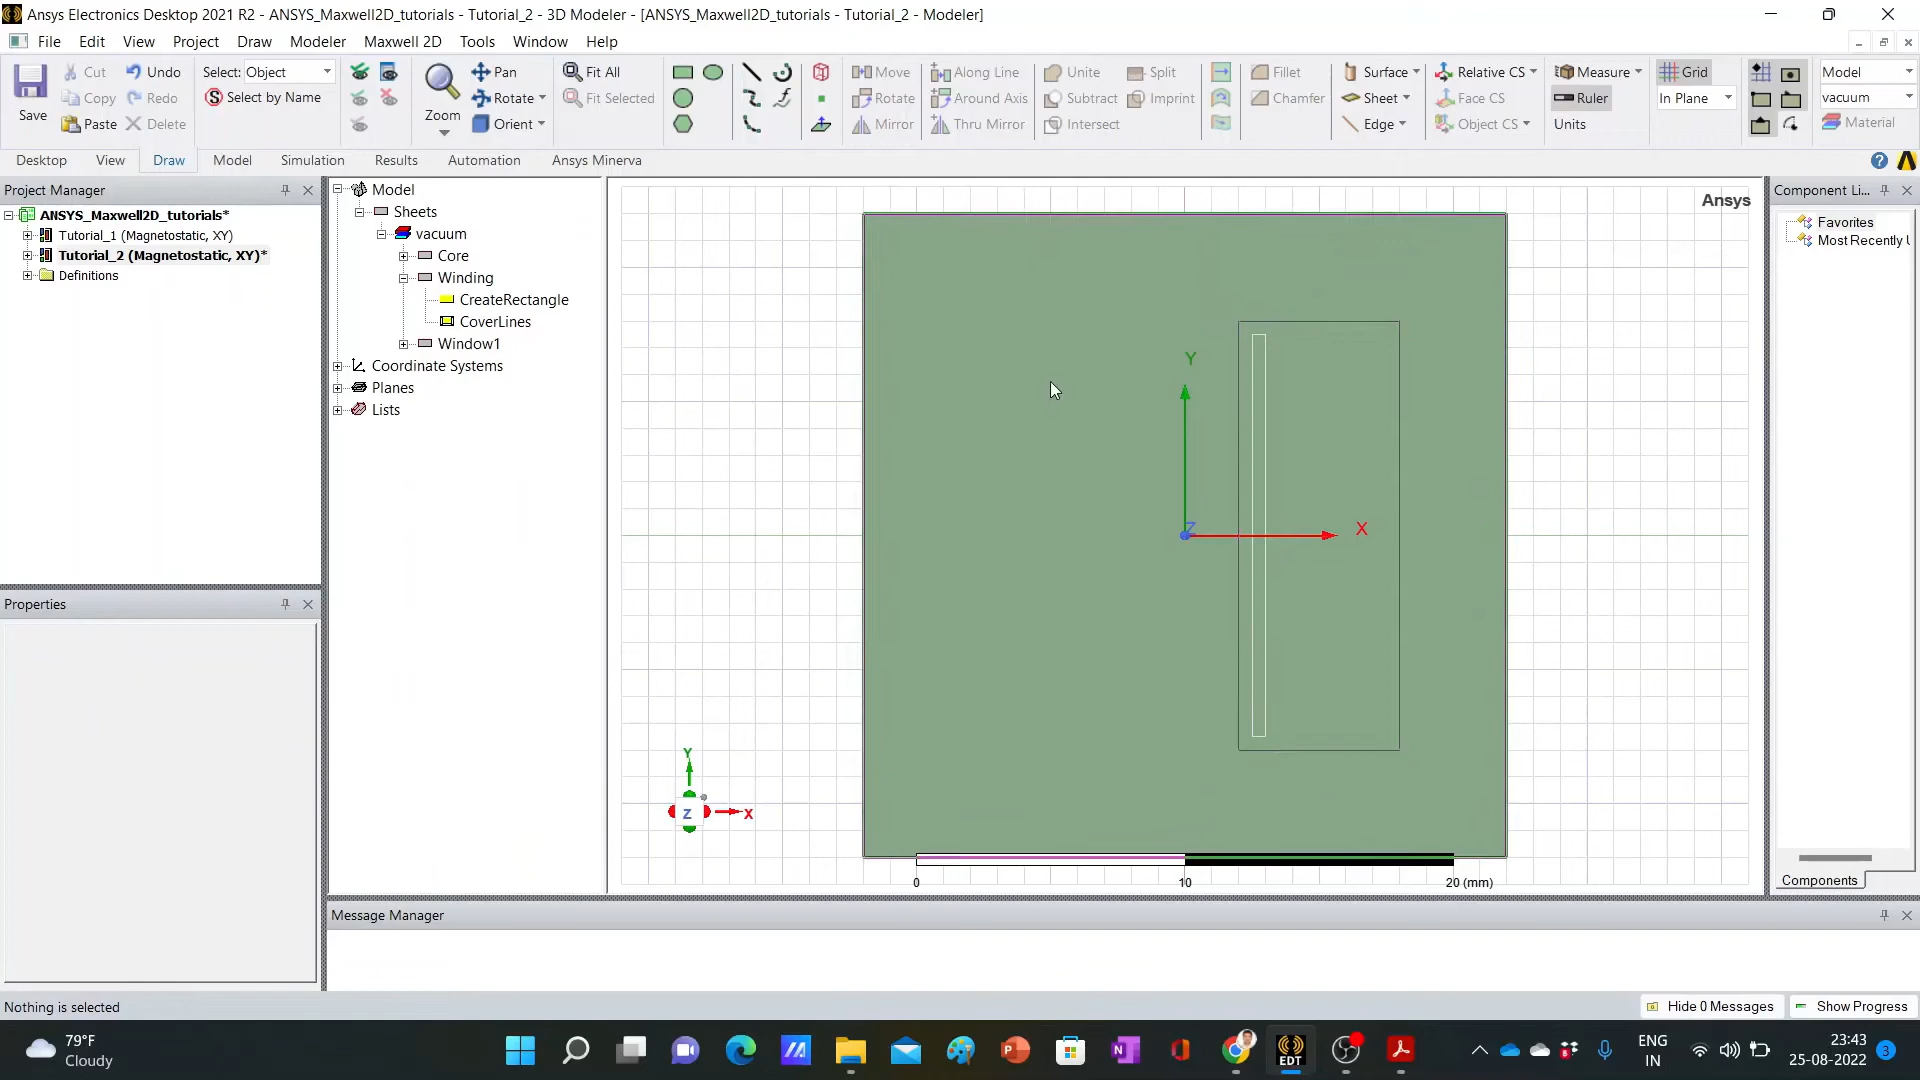 Ansys Electronics Desktop 2021 R2 - ANSYS_Maxwell2D_tutorials - Tutorial_2 - 3D Modeler - [ANSYS_Maxwell2D_tutorials - Tutorial_2 - Modeler]
File Edit View Project Draw Modeler Maxwell 2D Tools Window Help
Save Cut Undo Select: Object Zoom Pan Fit All Move Along Line Unite Split Fillet Surface Relative CS Measure Grid Model
Copy Redo Select by Name Rotate Fit Selected Rotate Around Axis Subtract Imprint Chamfer Sheet Face CS Ruler In Plane vacuum
Paste Delete Orient Mirror Thru Mirror Intersect Edge Object CS Units Material
Desktop View Draw Model Simulation Results Automation Ansys Minerva
Project Manager
ANSYS_Maxwell2D_tutorials*
Tutorial_1 (Magnetostatic, XY)
Tutorial_2 (Magnetostatic, XY)*
Definitions
Model
Sheets
vacuum
Core
Winding
CreateRectangle
CoverLines
Window1
Coordinate Systems
Planes
Lists
Ansys
Y
Z
X
Y
Z
X
0 10 20 (mm)
Component Li...
Favorites
Most Recently U
Components
Properties
Message Manager
Nothing is selected
Hide 0 Messages Show Progress
79°F
Cloudy
EDT
ENG
IN
23:43
25-08-2022
3